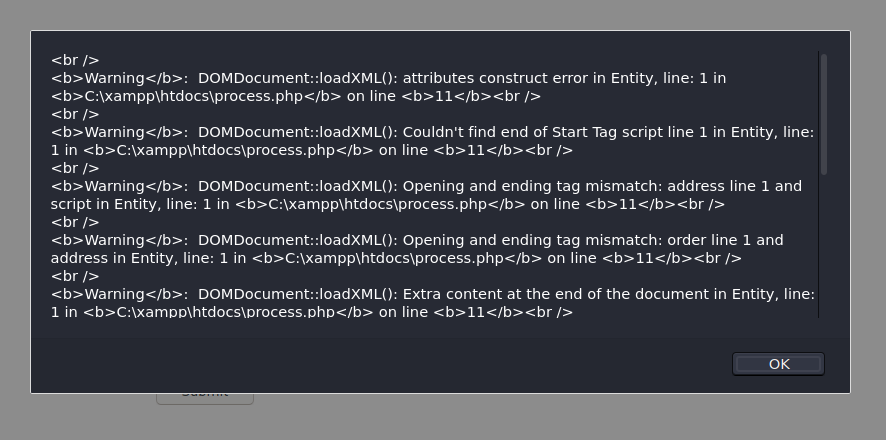 <br />
<b>Warning</b>:  DOMDocument::loadXML(): attributes construct error in Entity, line: 1 in
<b>C:\xampp\htdocs\process.php</b> on line <b>11</b><br />
<br />
<b>Warning</b>:  DOMDocument::loadXML(): Couldn't find end of Start Tag script line 1 in Entity, line:
1 in <b>C:\xampp\htdocs\process.php</b> on line <b>11</b><br />
<br />
<b>Warning</b>:  DOMDocument::loadXML(): Opening and ending tag mismatch: address line 1 and
script in Entity, line: 1 in <b>C:\xampp\htdocs\process.php</b> on line <b>11</b><br />
<br />
<b>Warning</b>:  DOMDocument::loadXML(): Opening and ending tag mismatch: order line 1 and
address in Entity, line: 1 in <b>C:\xampp\htdocs\process.php</b> on line <b>11</b><br />
<br />
<b>Warning</b>:  DOMDocument::loadXML(): Extra content at the end of the document in Entity, line:
1 in <b>C:\xampp\htdocs\process.php</b> on line <b>11</b><br />
OK
Submit